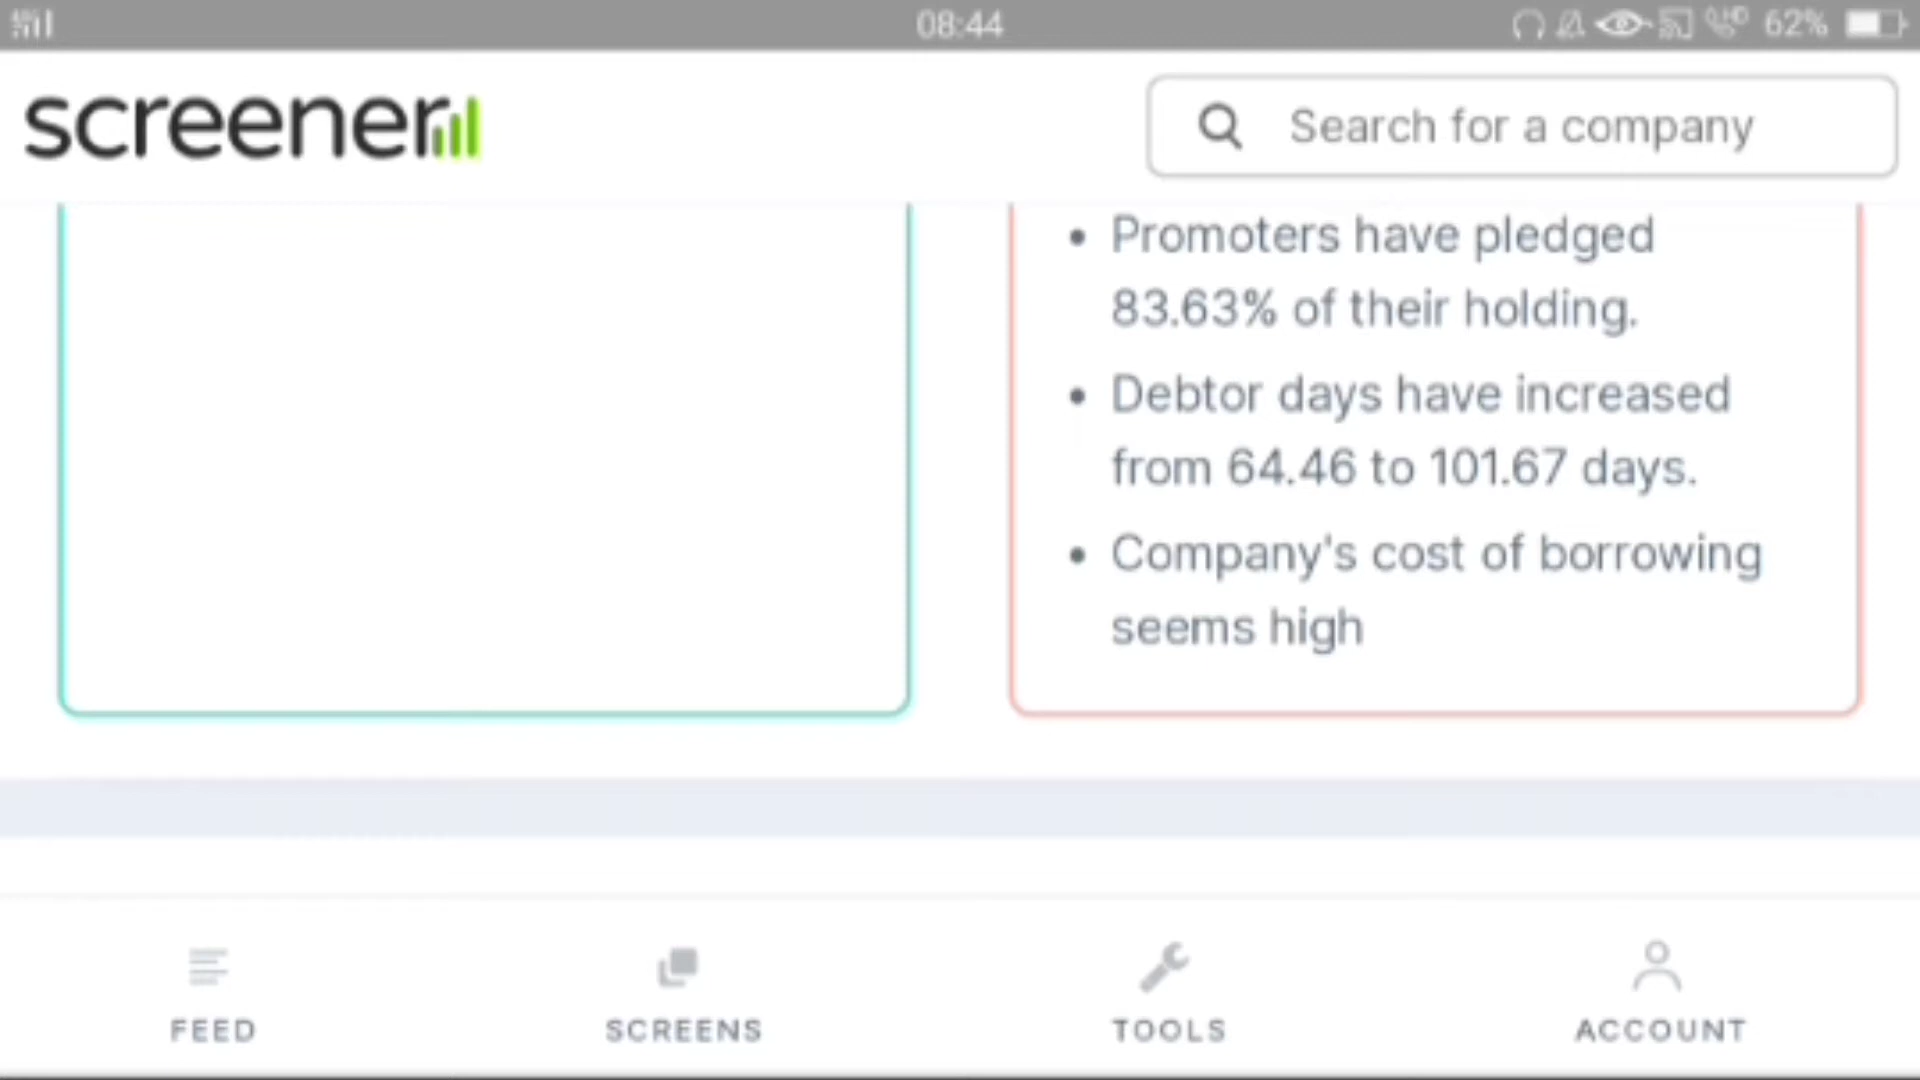 08:44
62%
screener
Search for a company
• Promoters have pledged
83.63% of their holding.
• Debtor days have increased
from 64.46 to 101.67 days.
• Company's cost of borrowing
seems high
FEED
SCREENS
TOOLS
ACCOUNT